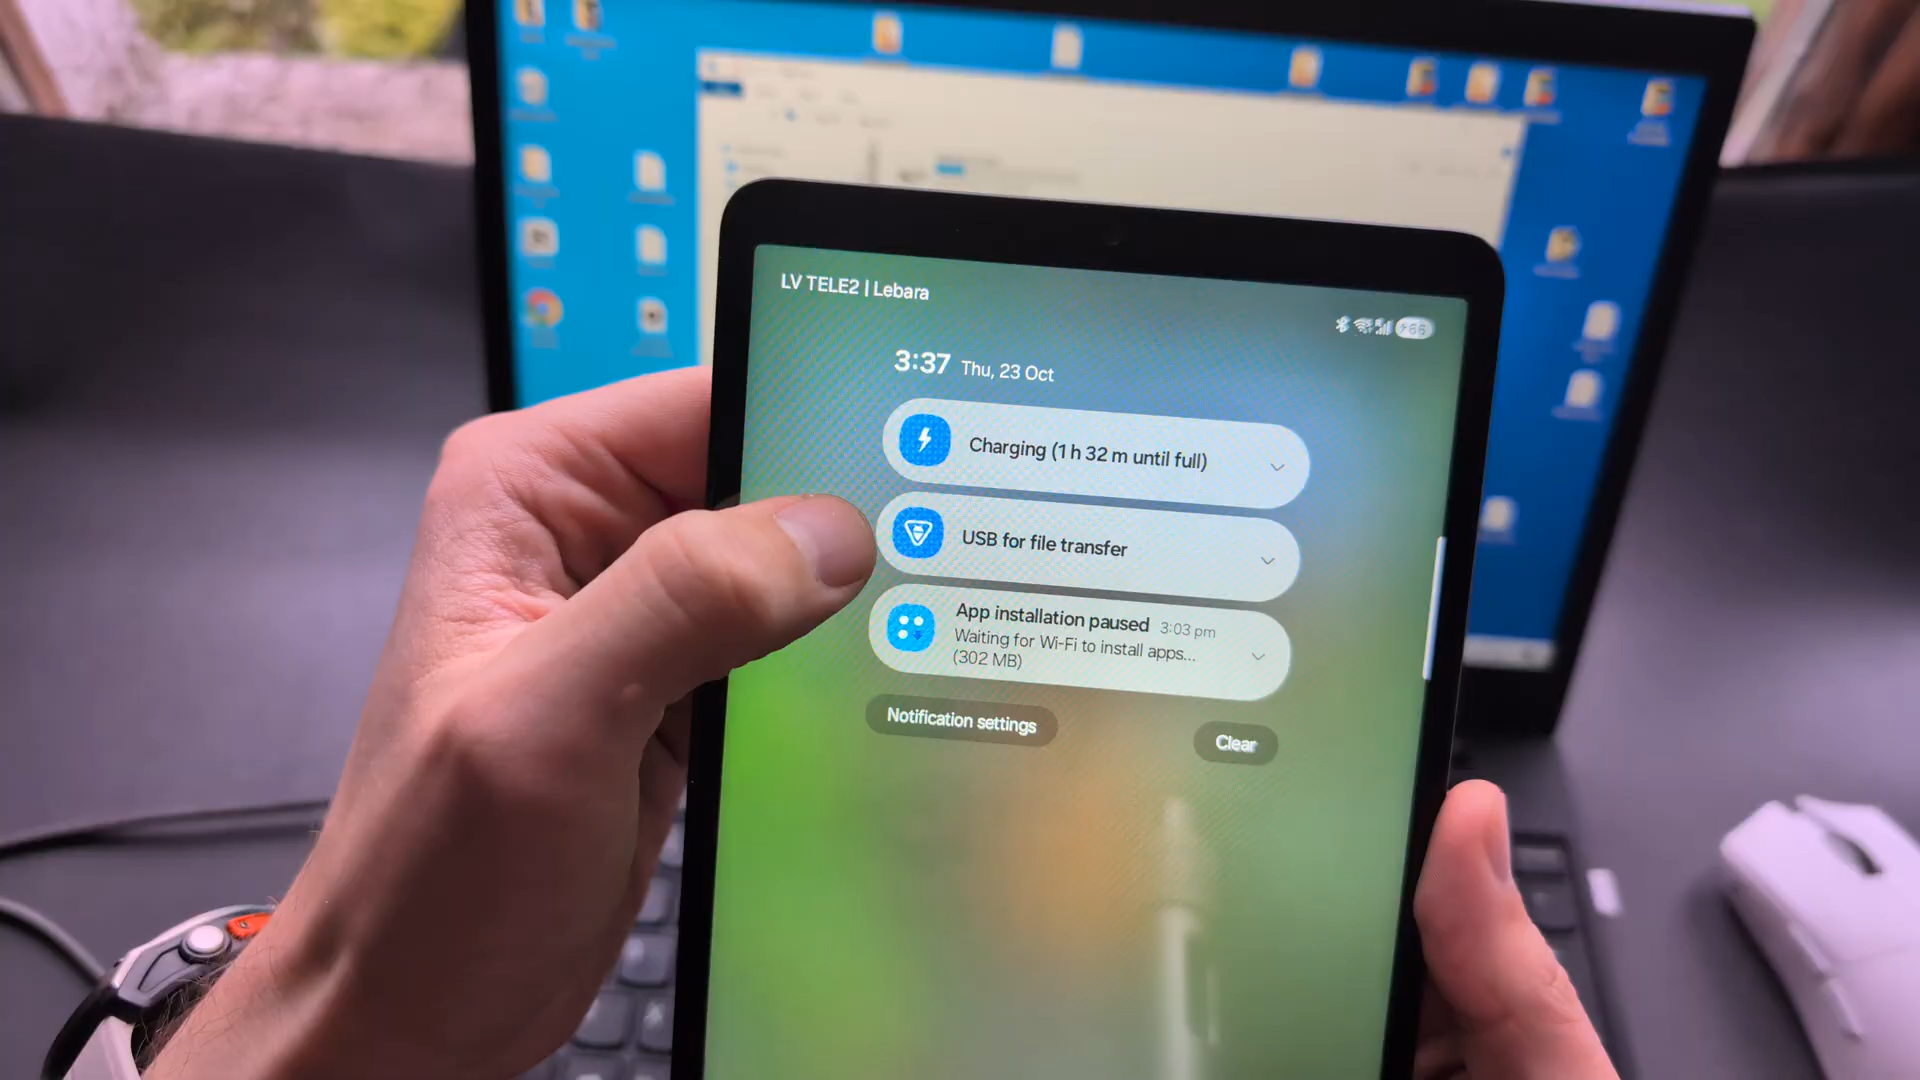 LV TELE2 | Lebara
66
3:37 Thu, 23 Oct
Charging (1 h 32 m until full)
USB for file transfer
App installation paused 3:03 pm
Waiting for Wi-Fi to install apps...
(302 MB)
Notification settings
Clear